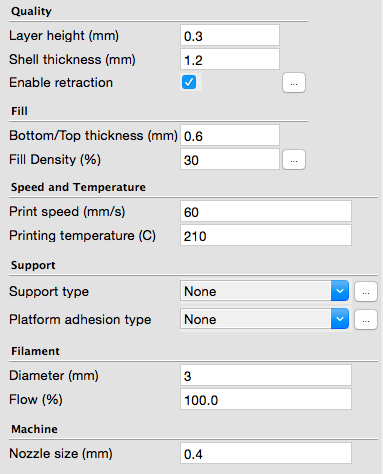 Quality
Layer height (mm) 0.3
Shell thickness (mm) 1.2
Enable retraction ...
Fill
Bottom/Top thickness (mm) 0.6
Fill Density (%) 30 ...
Speed and Temperature
Print speed (mm/s) 60
Printing temperature (C) 210
Support
Support type None ...
Platform adhesion type None ...
Filament
Diameter (mm) 3
Flow (%) 100.0
Machine
Nozzle size (mm) 0.4